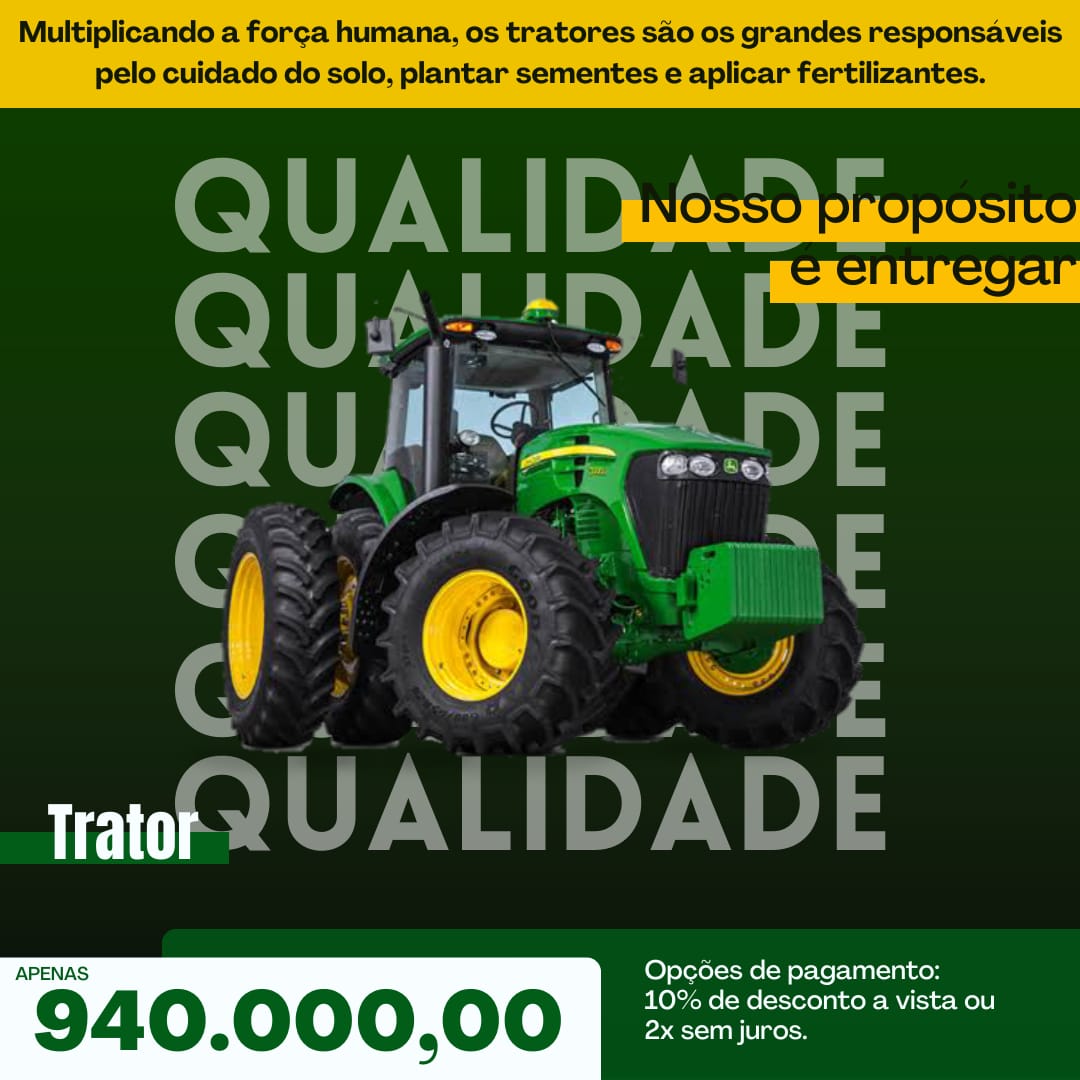 Multiplicando a força humana, os tratores são os grandes responsáveis
pelo cuidado do solo, plantar sementes e aplicar fertilizantes.
QUALIDADE
Nosso propósito
é entregar
QUALIDADE
QUALIDADE
QUALIDADE
QUALIDADE
QUALIDADE
Trator
APENAS
940.000,00
Opções de pagamento:
10% de desconto a vista ou
2x sem juros.